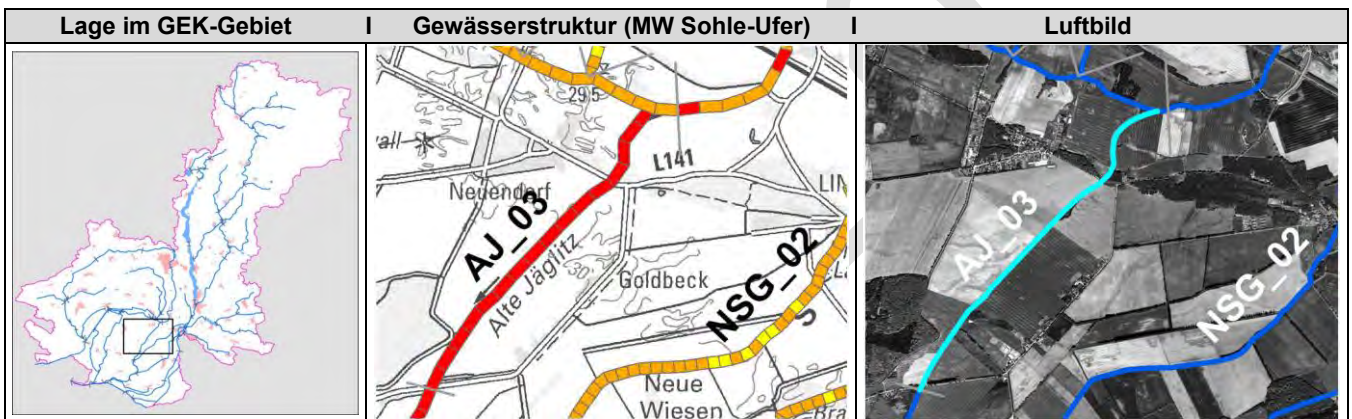 Lage im GEK-Gebiet I Gewässerstruktur (MW Sohle-Ufer) I Luftbild
29.5
L141
Neuendorf
AJ_03
AJ_03
Alte Jäglitz
30
Goldbeck
NSG_02
NSG_02
Neue
Wiesen